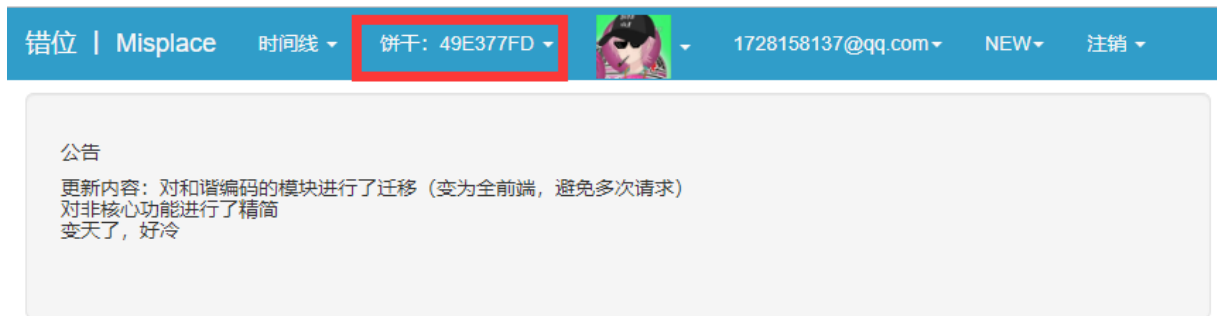 错位 | Misplace 时间线 饼干：49E377FD 1728158137@qq.com NEW 注销
公告
更新内容：对和谐编码的模块进行了迁移（变为全前端，避免多次请求）
对非核心功能进行了精简
变天了，好冷